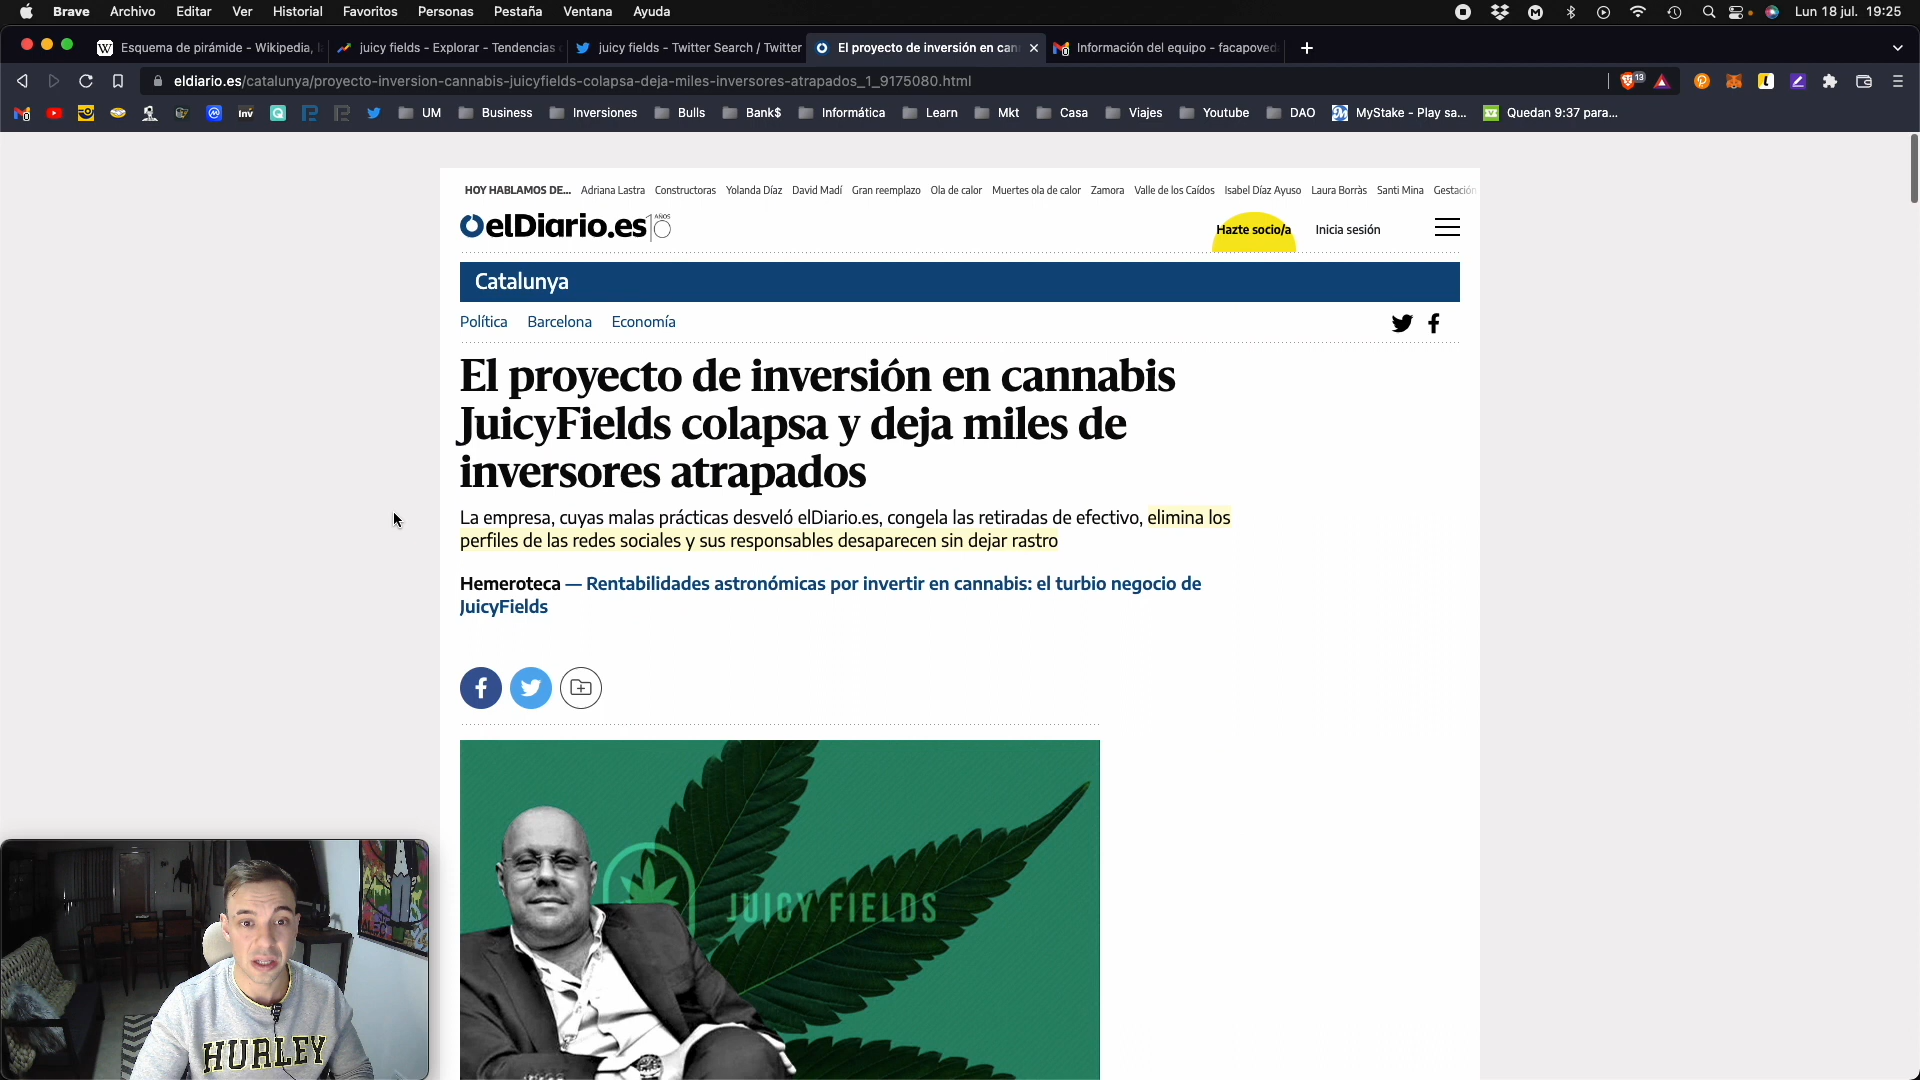 Brave Archivo Editar Ver Historial Favoritos Personas Pestaña Ventana Ayuda Lun 18 jul. 19:25
Esquema de pirámide - Wikipedia, juicy fields - Explorar - Tendencias juicy fields - Twitter Search / Twitter El proyecto de inversión en can Información del equipo - facapoved
eldiario.es/catalunya/proyecto-inversion-cannabis-juicyfields-colapsa-deja-miles-inversores-atrapados_1_9175080.html 13
INV UM Business Inversiones Bulls Bank$ Informática Learn Mkt Casa Viajes Youtube DAO MyStake - Play sa... Quedan 9:37 para...
HOY HABLAMOS DE... Adriana Lastra Constructoras Yolanda Díaz David Madí Gran reemplazo Ola de calor Muertes ola de calor Zamora Valle de los Caídos Isabel Díaz Ayuso Laura Borràs Santi Mina Gestación
elDiario.es 10 AÑOS
Hazte socio/a Inicia sesión
Catalunya
Política Barcelona Economía
El proyecto de inversión en cannabis
JuicyFields colapsa y deja miles de
inversores atrapados
La empresa, cuyas malas prácticas desveló elDiario.es, congela las retiradas de efectivo, elimina los
perfiles de las redes sociales y sus responsables desaparecen sin dejar rastro
Hemeroteca — Rentabilidades astronómicas por invertir en cannabis: el turbio negocio de
JuicyFields
JUICY FIELDS
HURLEY